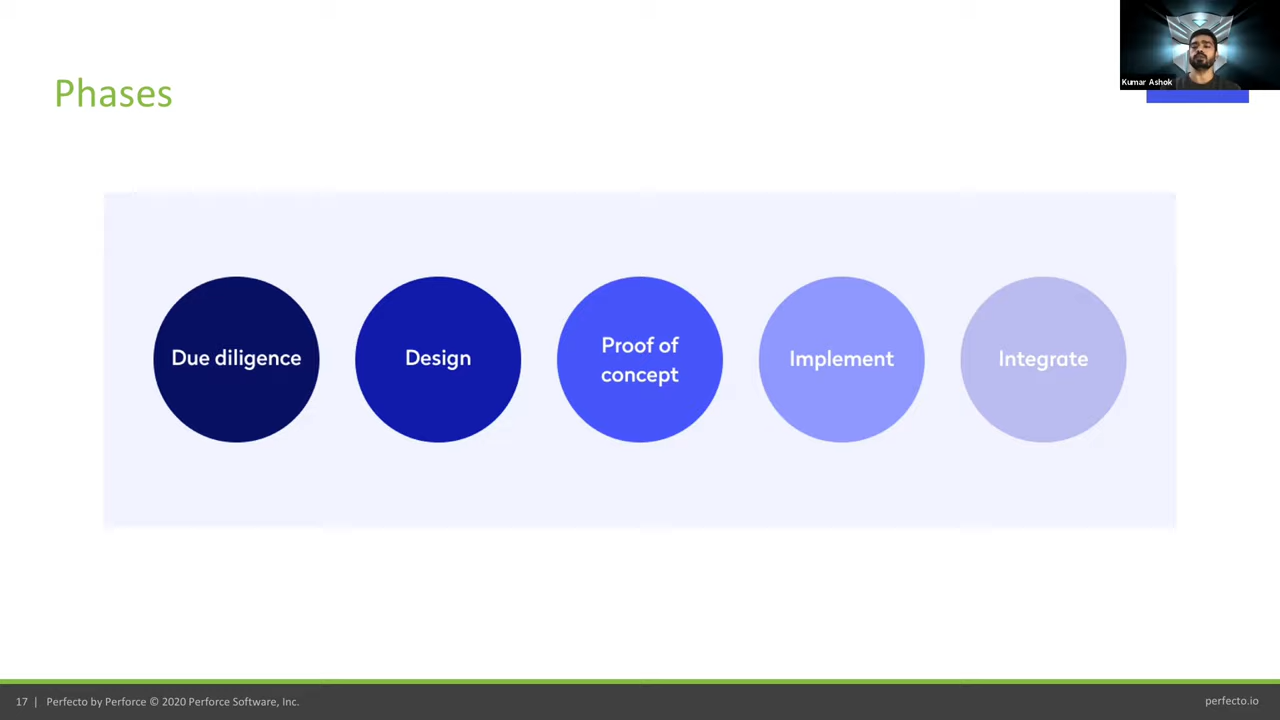 Kumar Ashok
Phases
Due diligence
Design
Proof of
concept
Implement
Integrate
17 | Perfecto by Perforce © 2020 Perforce Software, Inc.
perfecto.io